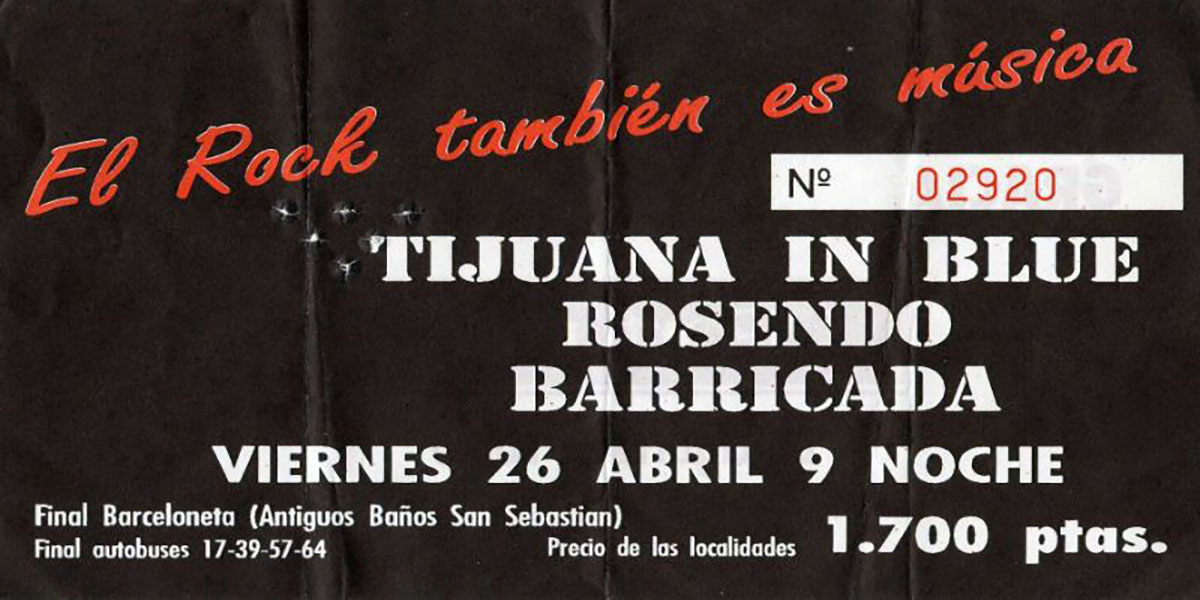 El Rock también es música
Nº 02920
TIJUANA IN BLUE
ROSENDO
BARRICADA
VIERNES 26 ABRIL 9 NOCHE
Final Barceloneta (Antiguos Baños San Sebastian)
Final autobuses 17-39-57-64
Precio de las localidades 1.700 ptas.